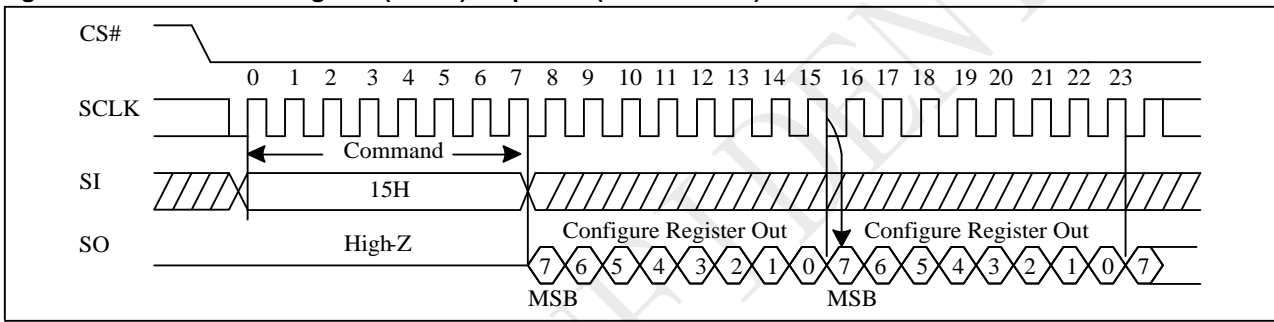 CS#
0 1 2 3 4 5 6 7 8 9 10 11 12 13 14 15 16 17 18 19 20 21 22 23
SCLK
Command
SI
15H
SO
High-Z
Configure Register Out
Configure Register Out
7 6 5 4 3 2 1 0 7 6 5 4 3 2 1 0 7
MSB
MSB